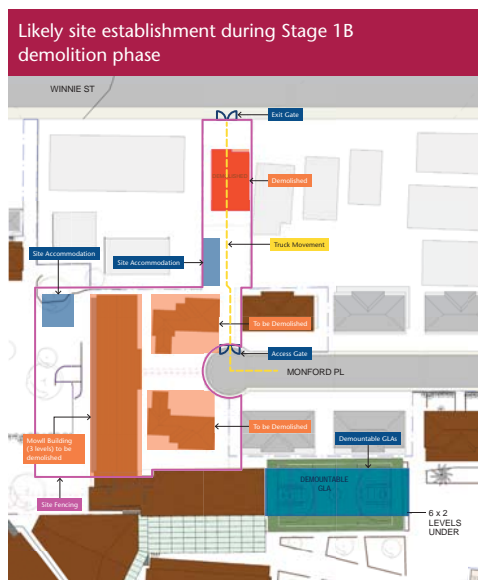 Likely site establishment during Stage 1B
demolition phase
WINNIE ST
Exit Gate
Demolished
Truck Movement
Site Accommodation
Site Accommodation
To be Demolished
Access Gate
MONFORD PL
To be Demolished
Mowll Building
(3 levels) to be
demolished
Demountable GLAs
DEMOUNTABLE
GLA
Site Fencing
6 x 2
LEVELS
UNDER